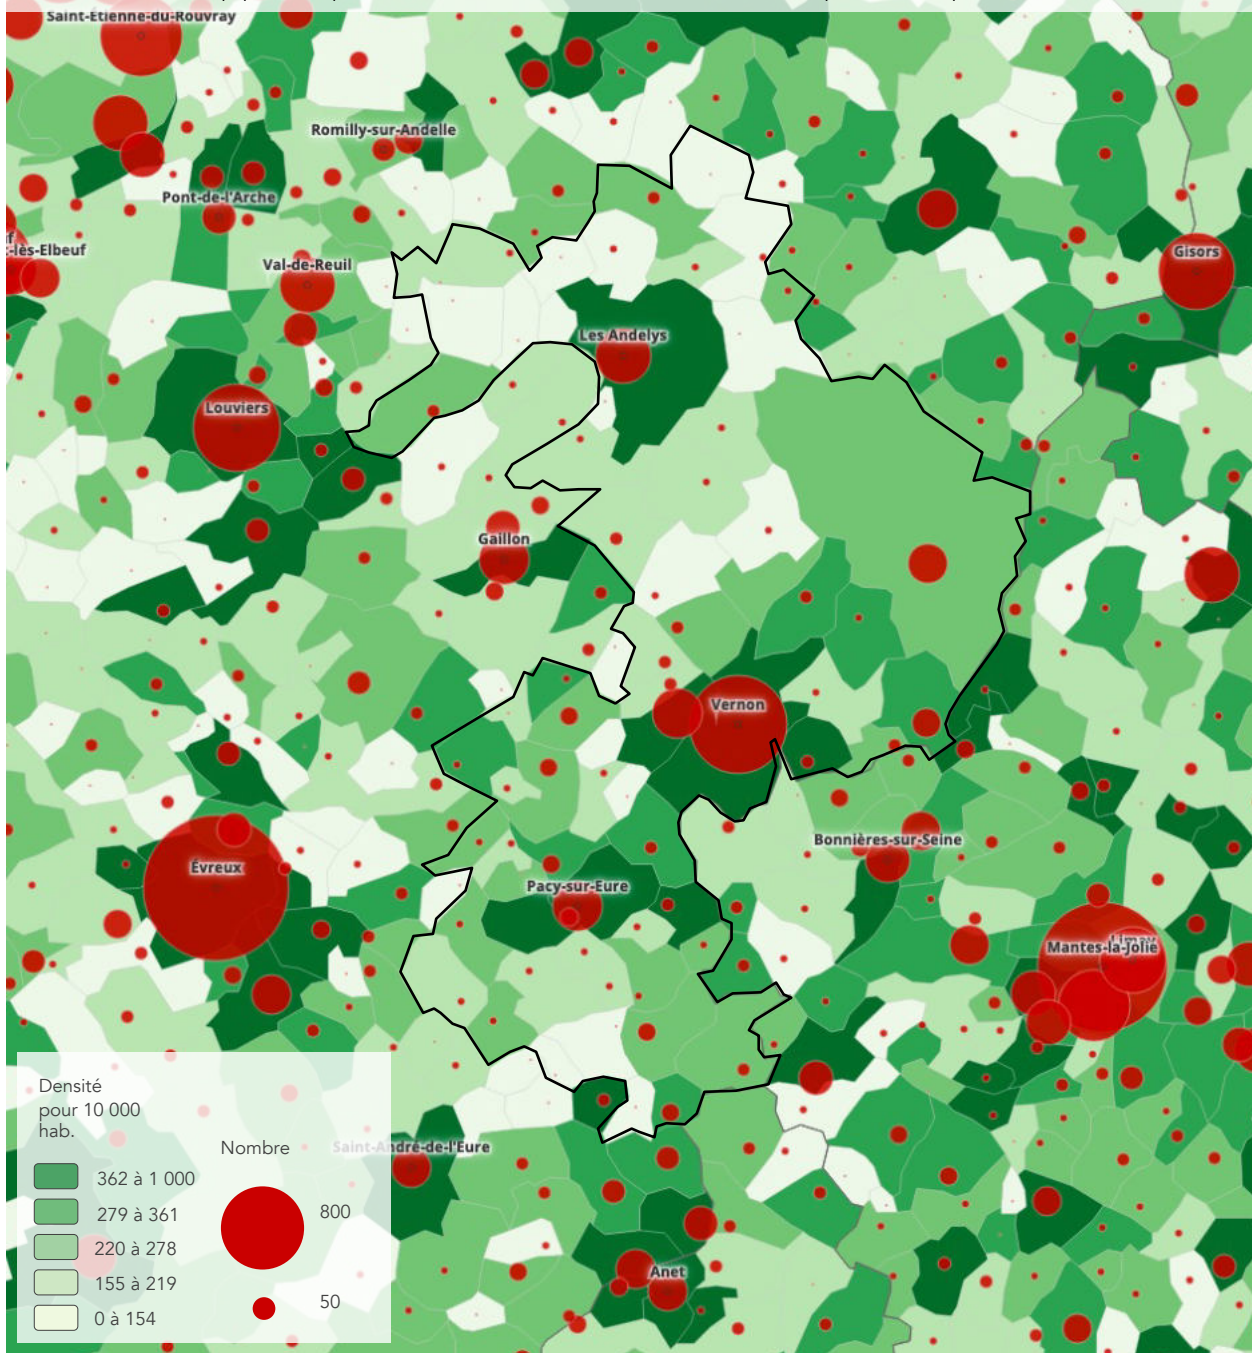 Saint-Étienne-du-Rouvray
Romilly-sur-Andelle
Pont-de-l'Arche
-lès-Elbeuf
Val-de-Reuil
Gisors
Les Andelys
Louviers
Gaillon
Vernon
Bonnières-sur-Seine
Évreux
Pacy-sur-Eure
Limay
Mantes-la-Jolie
Saint-André-de-l'Eure
Anet
Densité
pour 10 000
hab.
Nombre
362 à 1 000
279 à 361
220 à 278
155 à 219
0 à 154
800
50